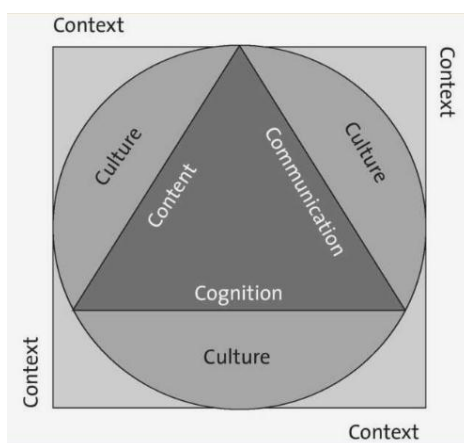 Context
Context
Culture
Culture
Content
Communication
Cognition
Culture
Context
Context